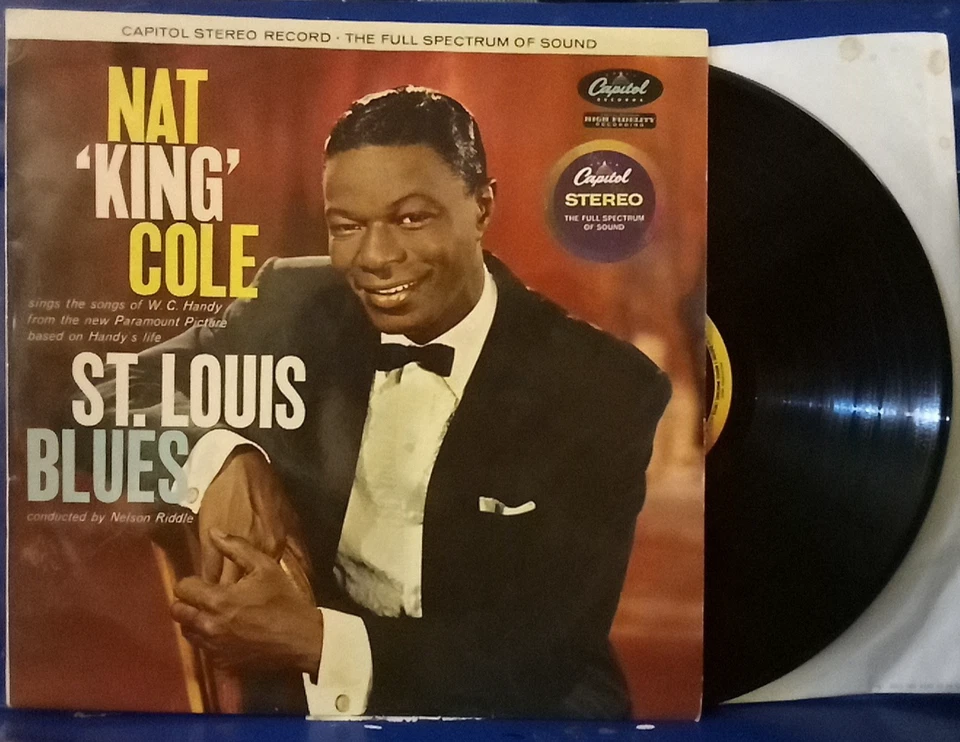 CAPITOL STEREO RECORD · THE FULL SPECTRUM OF SOUND
NAT
‘KING’
COLE
sings the songs of W. C. Handy
from the new Paramount Picture
based on Handy's life
ST. LOUIS
BLUES
conducted by Nelson Riddle
Capitol
RECORDS
HIGH FIDELITY
RECORDING
Capitol
STEREO
THE FULL SPECTRUM
OF SOUND